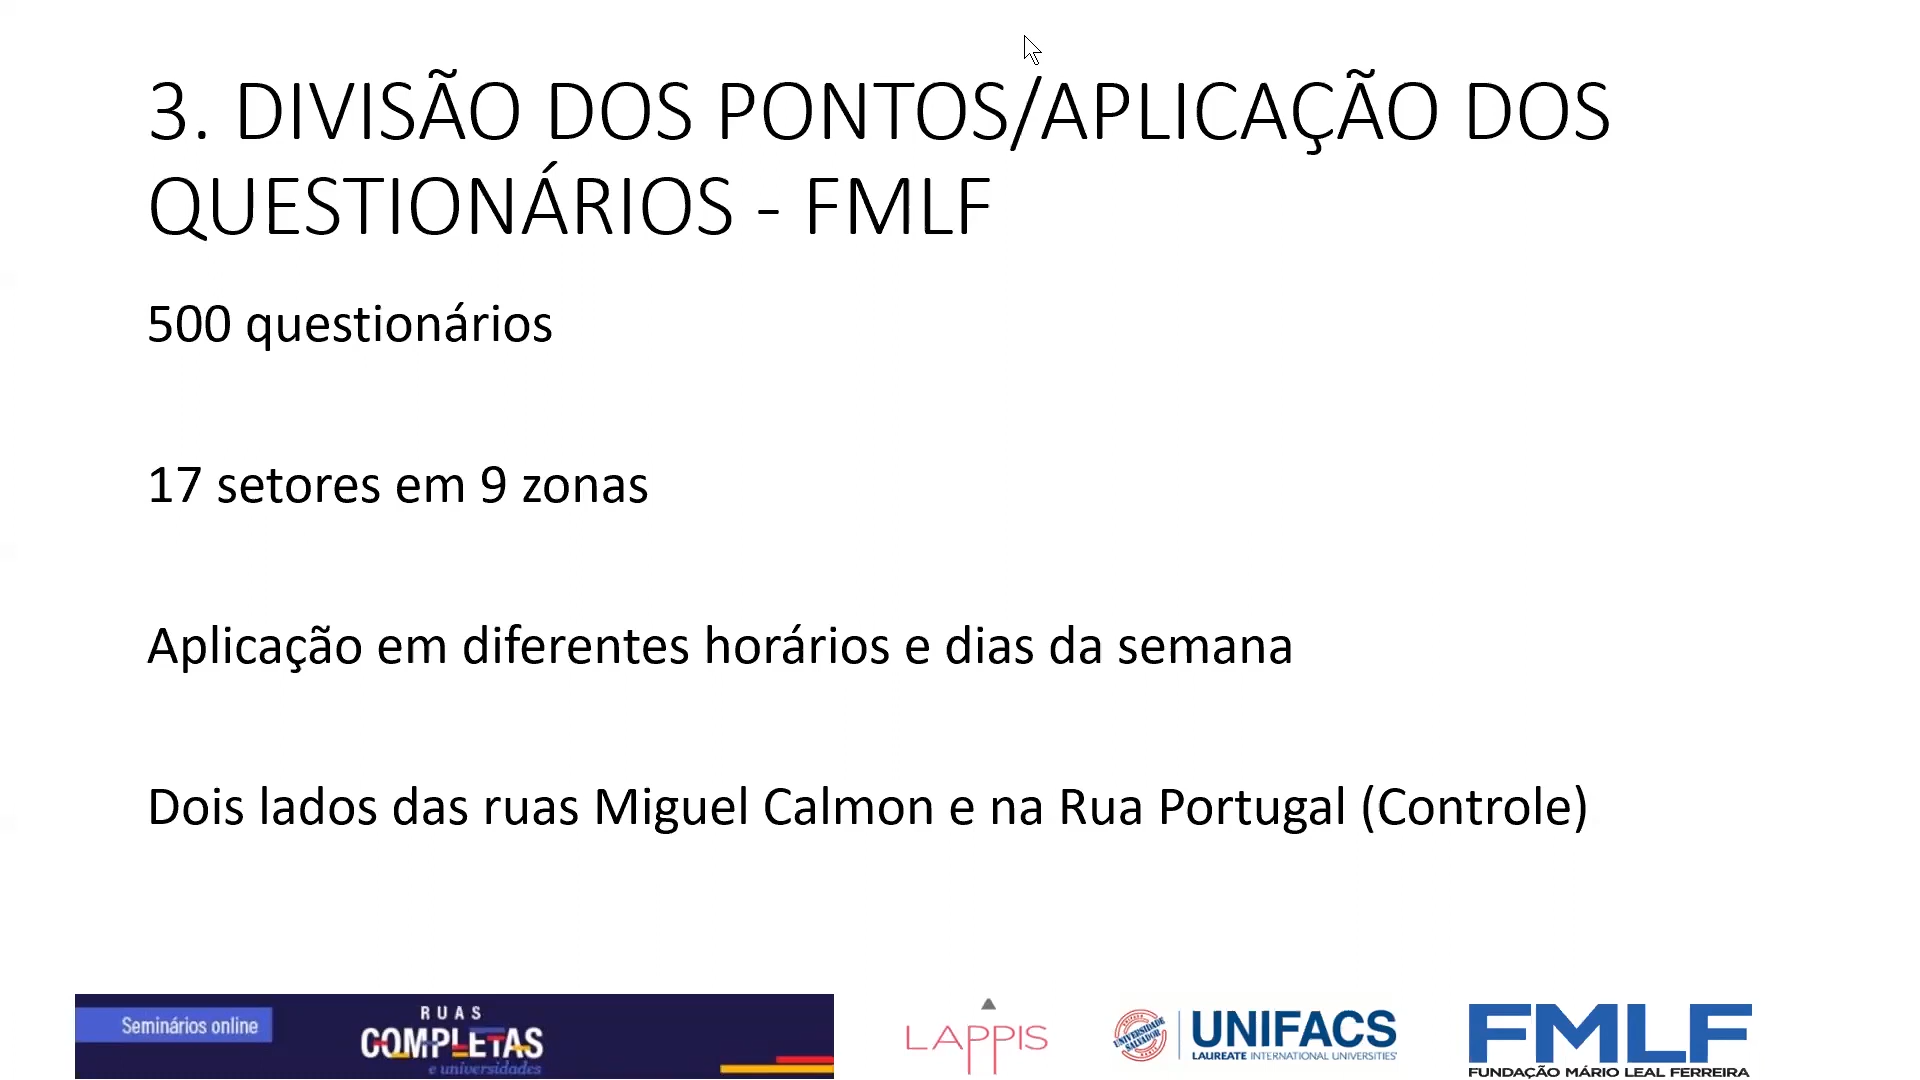 3. DIVISÃO DOS PONTOS/APLICAÇÃO DOS
QUESTIONÁRIOS - FMLF
500 questionários
17 setores em 9 zonas
Aplicação em diferentes horários e dias da semana
Dois lados das ruas Miguel Calmon e na Rua Portugal (Controle)
Seminários online
RUAS
COMPLETAS
e universidades
LAPPIS
UNIVERSIDADE
SALVADOR
UNIFACS
LAUREATE INTERNATIONAL UNIVERSITIES
FMLF
FUNDAÇÃO MÁRIO LEAL FERREIRA